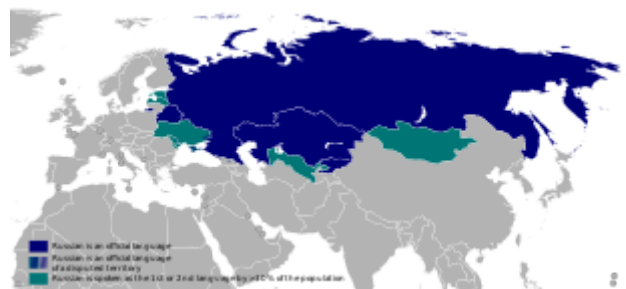 Russian is an official language
Russian is an official language
of a disputed territory
Russian is spoken as the 1st or 2nd language by >30% of the population